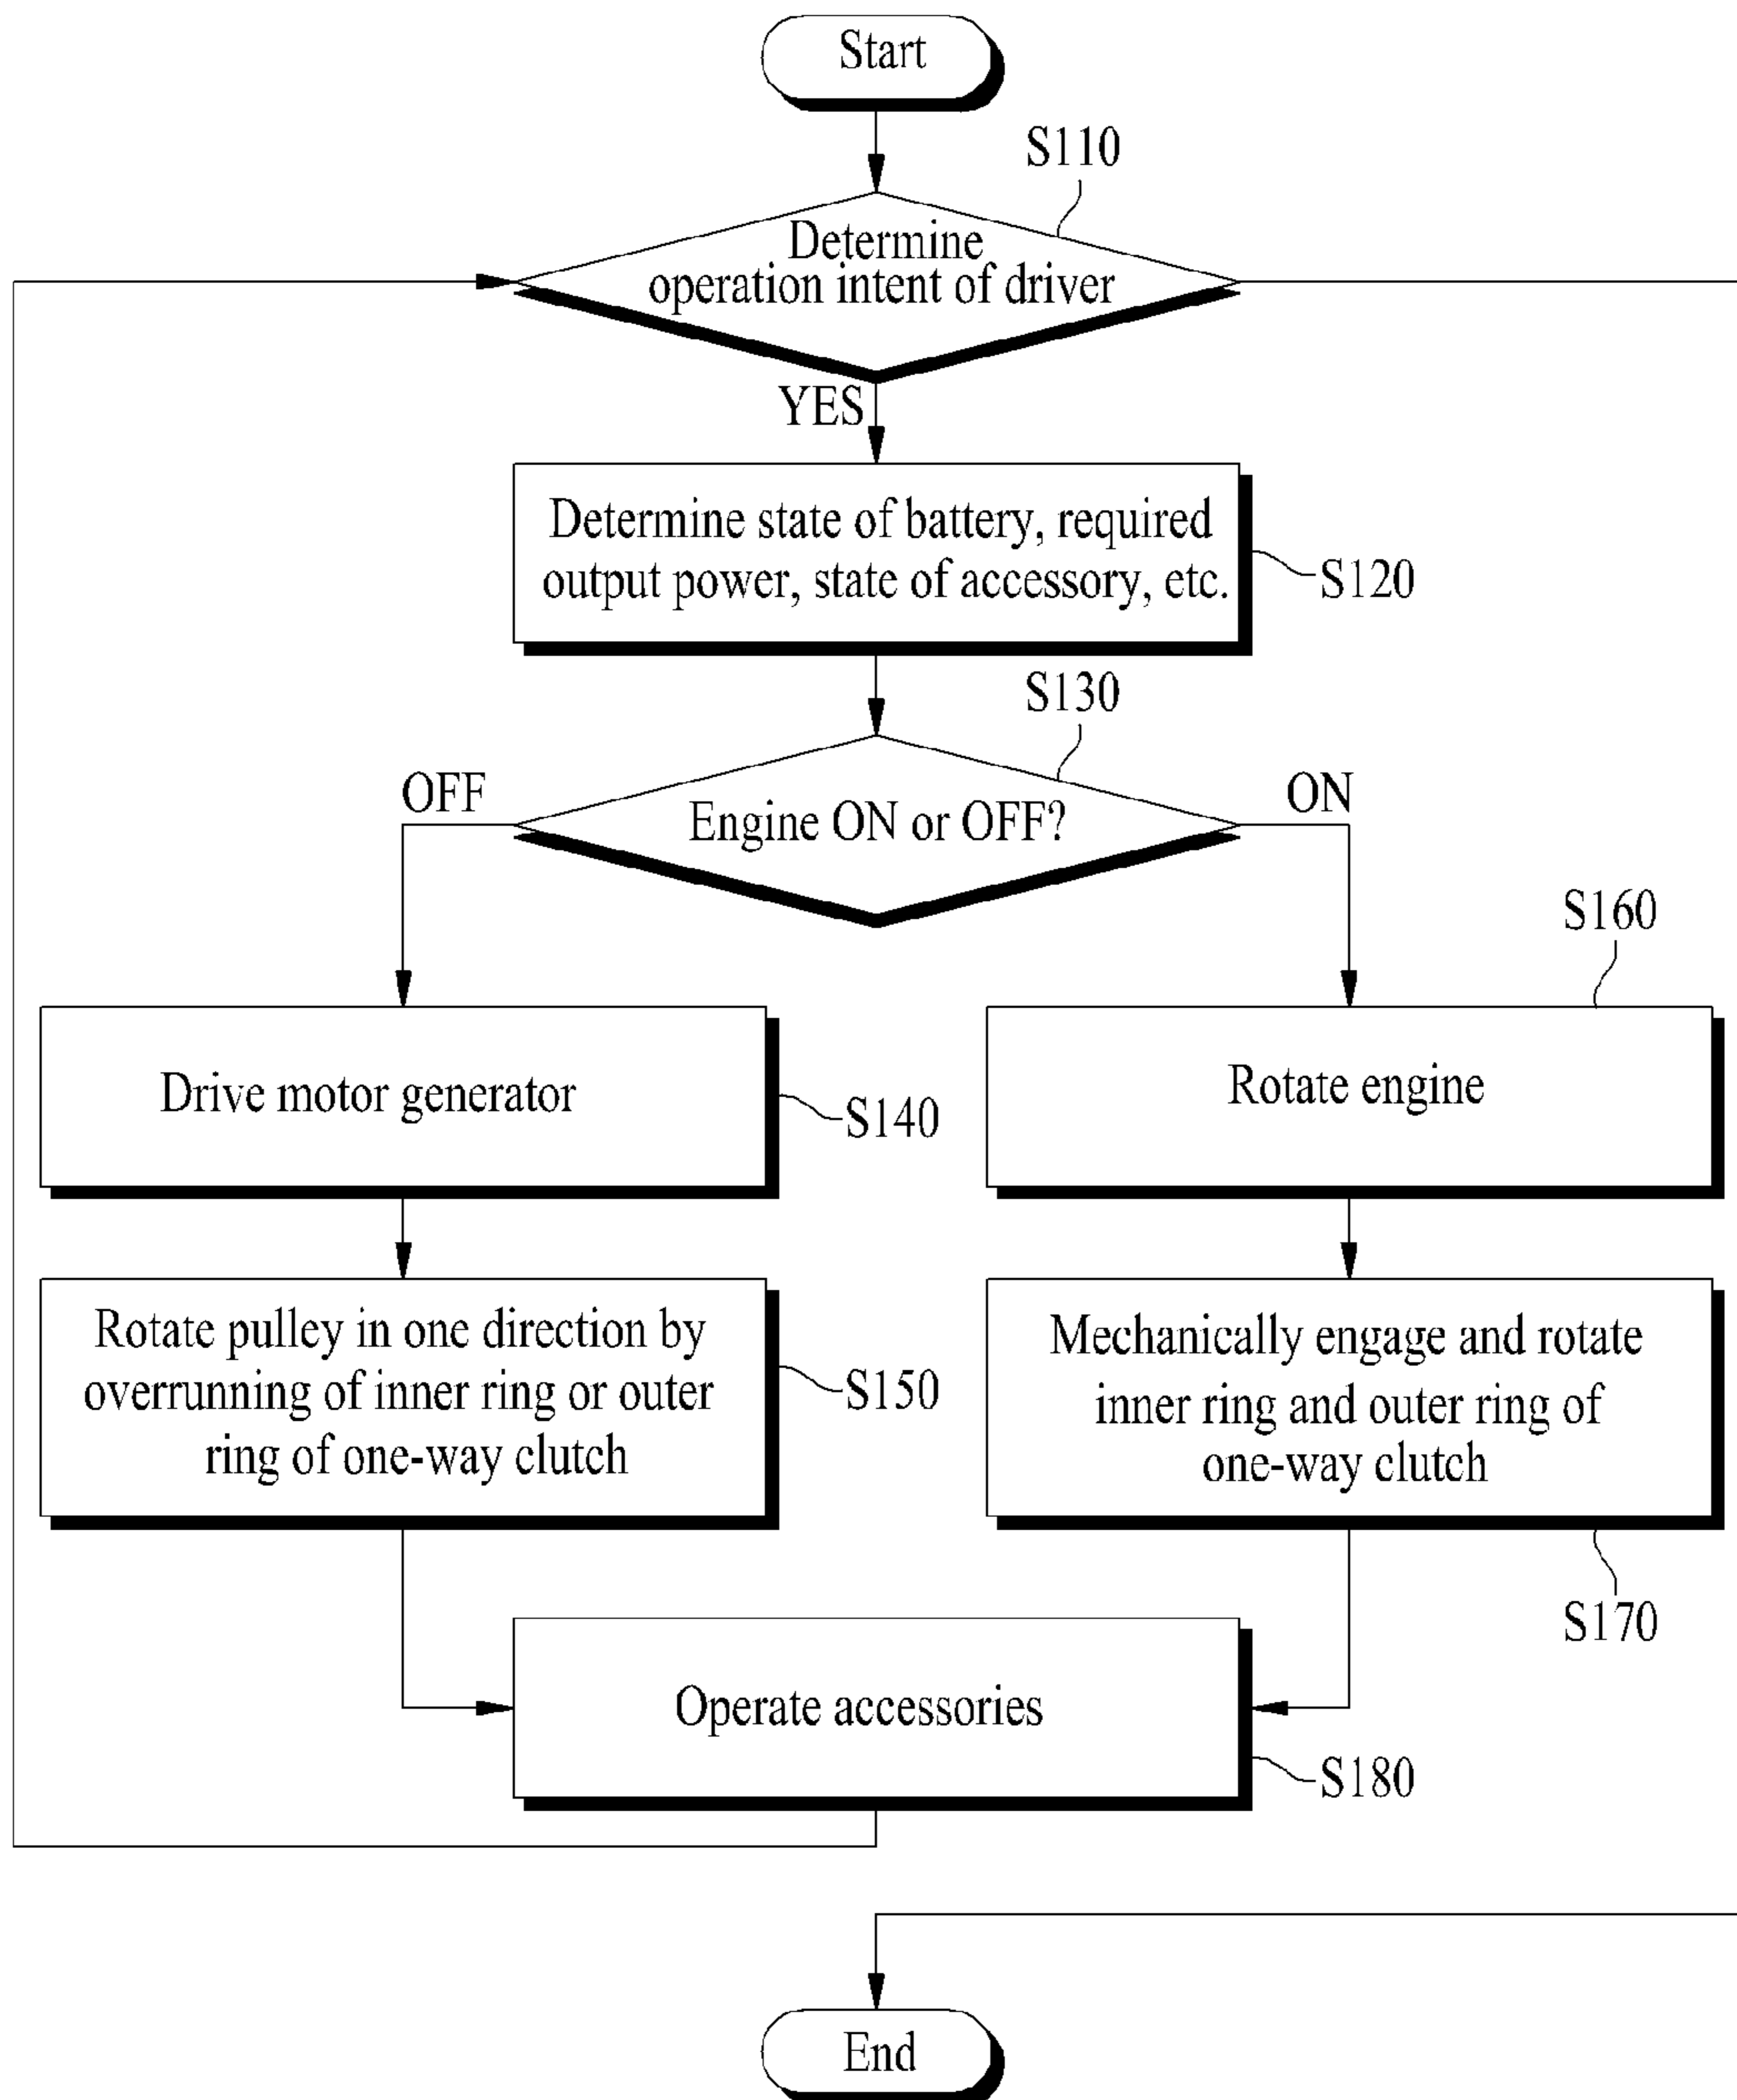 Start
S110
Determine
operation intent of driver
YES
Determine state of battery, required
output power, state of accessory, etc.
S120
S130
OFF
Engine ON or OFF?
ON
S160
Drive motor generator
S140
Rotate engine
Rotate pulley in one direction by
overrunning of inner ring or outer
ring of one-way clutch
S150
Mechanically engage and rotate
inner ring and outer ring of
one-way clutch
S170
Operate accessories
S180
End